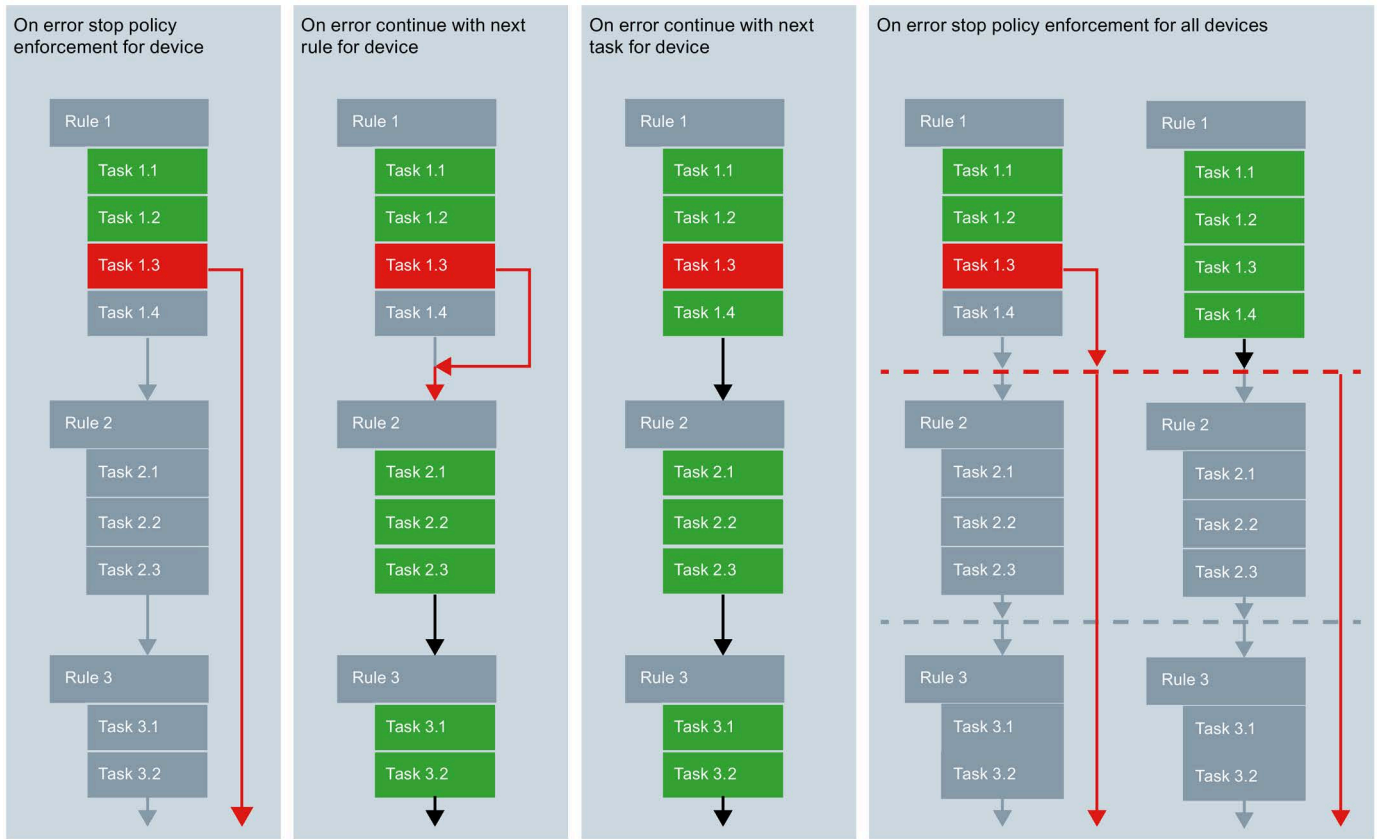 On error stop policy
enforcement for device
Rule 1
Task 1.1
Task 1.2
Task 1.3
Task 1.4
Rule 2
Task 2.1
Task 2.2
Task 2.3
Rule 3
Task 3.1
Task 3.2
On error continue with next
rule for device
Rule 1
Task 1.1
Task 1.2
Task 1.3
Task 1.4
Rule 2
Task 2.1
Task 2.2
Task 2.3
Rule 3
Task 3.1
Task 3.2
On error continue with next
task for device
Rule 1
Task 1.1
Task 1.2
Task 1.3
Task 1.4
Rule 2
Task 2.1
Task 2.2
Task 2.3
Rule 3
Task 3.1
Task 3.2
On error stop policy enforcement for all devices
Rule 1
Task 1.1
Task 1.2
Task 1.3
Task 1.4
Rule 2
Task 2.1
Task 2.2
Task 2.3
Rule 3
Task 3.1
Task 3.2
Rule 1
Task 1.1
Task 1.2
Task 1.3
Task 1.4
Rule 2
Task 2.1
Task 2.2
Task 2.3
Rule 3
Task 3.1
Task 3.2